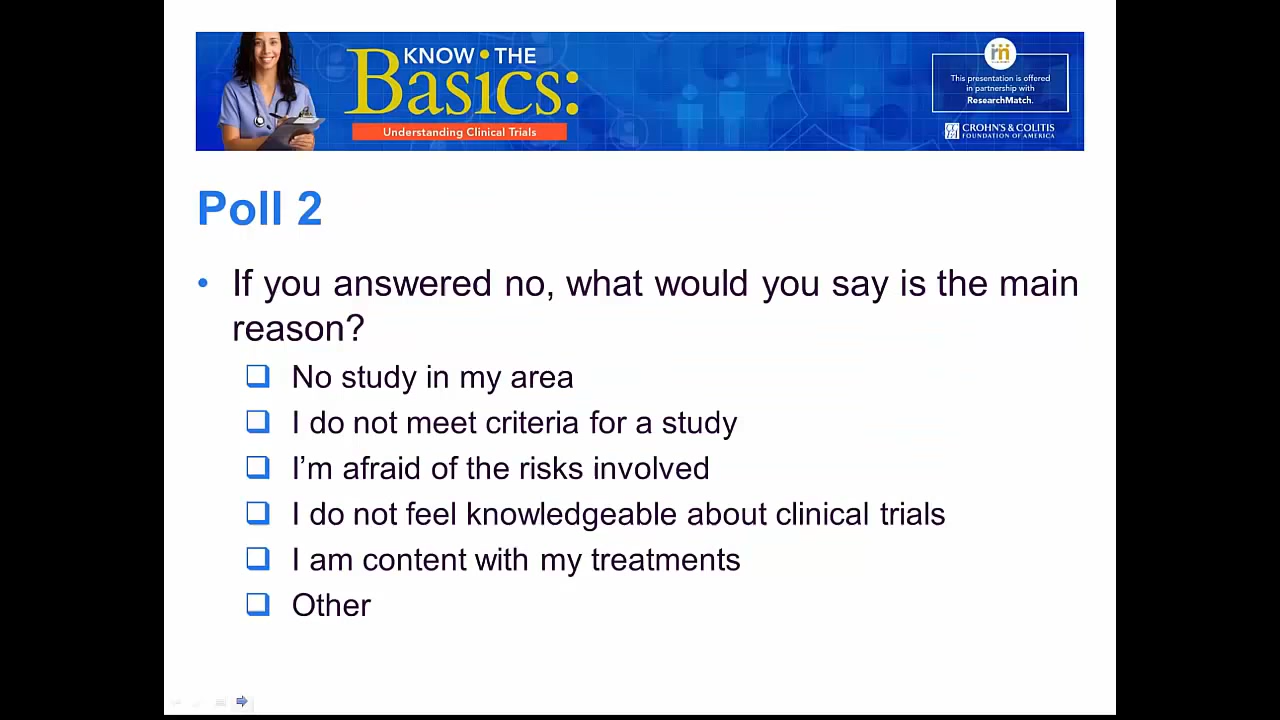 KNOW • THE
Basics:
Understanding Clinical Trials
This presentation is offered
in partnership with
ResearchMatch.
CROHN'S & COLITIS
FOUNDATION OF AMERICA
Poll 2
• If you answered no, what would you say is the main
reason?
❑ No study in my area
❑ I do not meet criteria for a study
❑ I’m afraid of the risks involved
❑ I do not feel knowledgeable about clinical trials
❑ I am content with my treatments
❑ Other